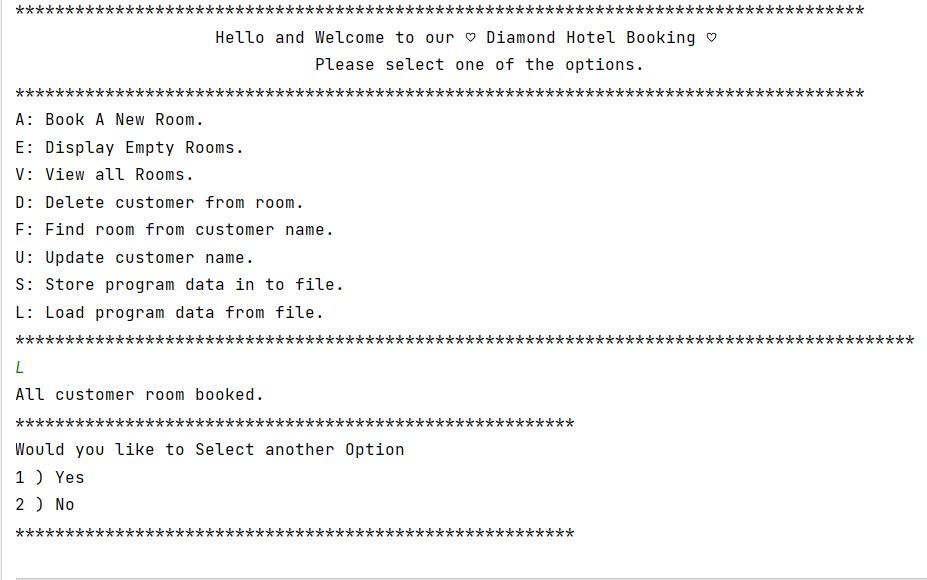 *************************************************************************************
Hello and Welcome to our ♡ Diamond Hotel Booking ♡
Please select one of the options.
*************************************************************************************
A: Book A New Room.
E: Display Empty Rooms.
V: View all Rooms.
D: Delete customer from room.
F: Find room from customer name.
U: Update customer name.
S: Store program data in to file.
L: Load program data from file.
******************************************************************************************
L
All customer room booked.
********************************************************
Would you like to Select another Option
1 ) Yes
2 ) No
********************************************************